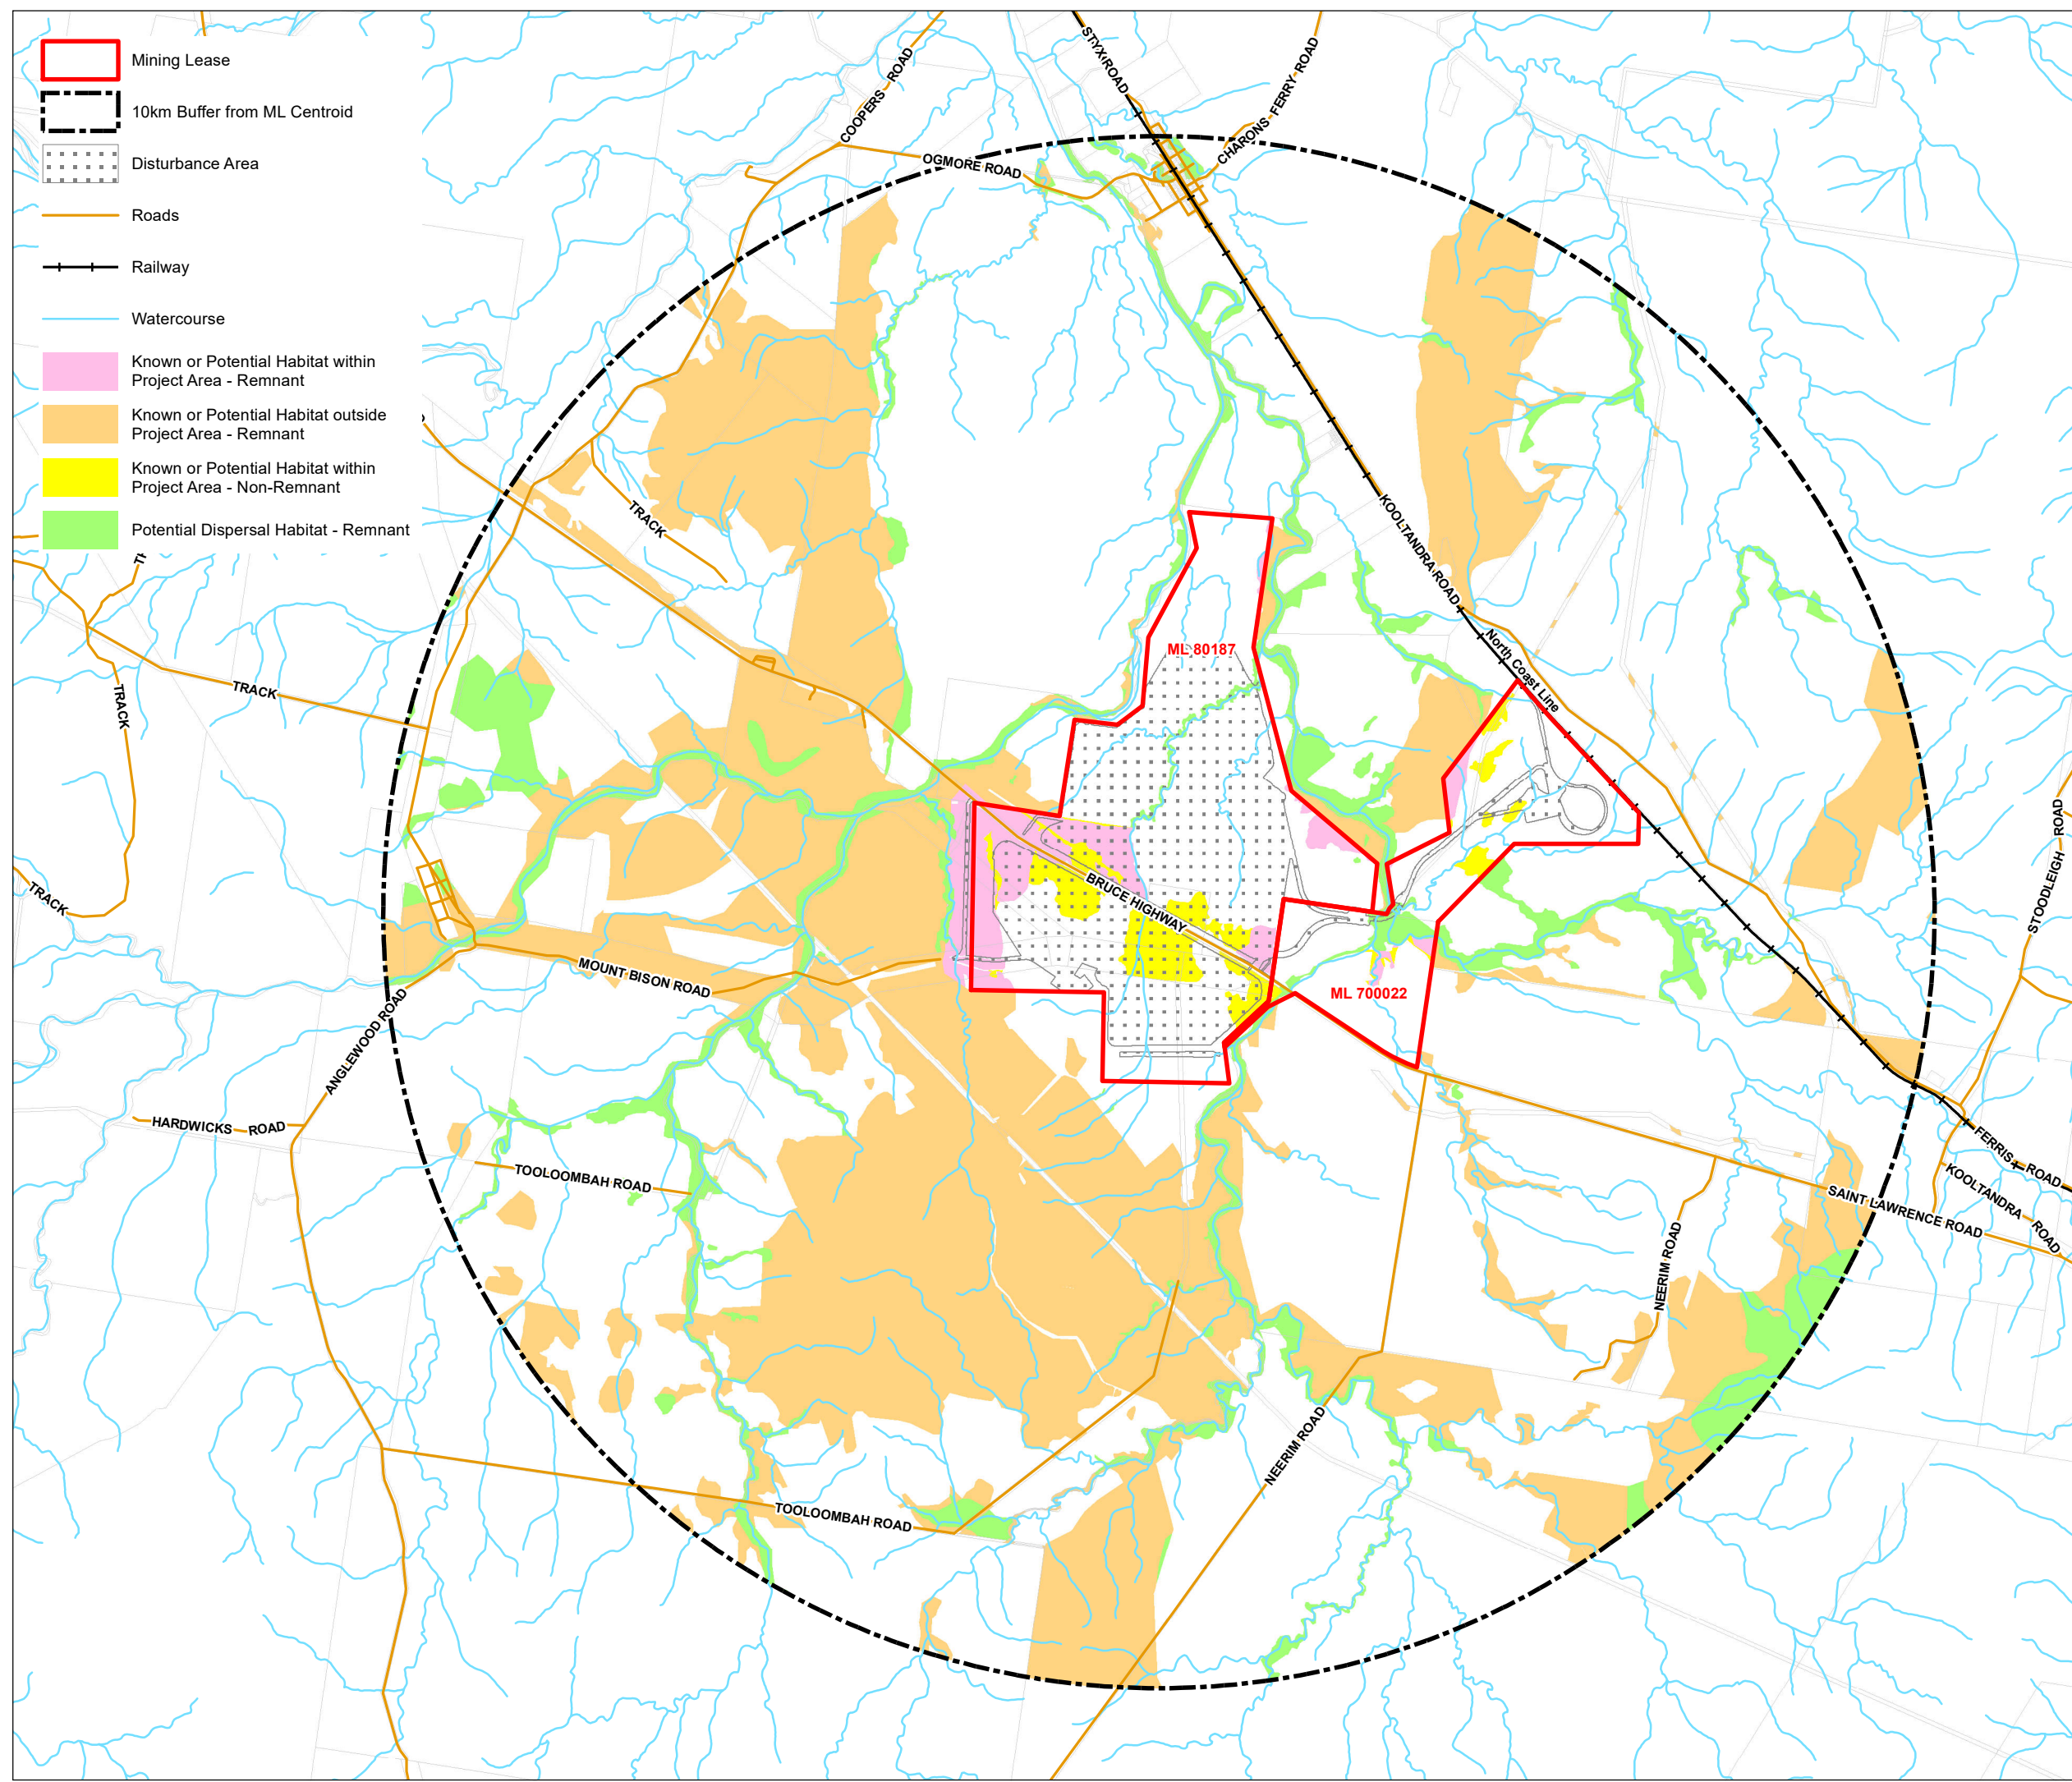 Mining Lease
10km Buffer from ML Centroid
Disturbance Area
Roads
Railway
Watercourse
Known or Potential Habitat within
Project Area - Remnant
Known or Potential Habitat outside
Project Area - Remnant
Known or Potential Habitat within
Project Area - Non-Remnant
Potential Dispersal Habitat - Remnant
STYX ROAD
COOPERS ROAD
CHARONS FERRY ROAD
OGMORE ROAD
TRACK
KOOLTANDRA ROAD
North Coast Line
ML 80187
TRACK
TRACK
TRACK
BRUCE HIGHWAY
STOODLEIGH ROAD
MOUNT BISON ROAD
ML 700022
ANGLEWOOD ROAD
HARDWICKS ROAD
TOOLOOMBAH ROAD
FERRIS ROAD
KOOLTANDRA ROAD
SAINT LAWRENCE ROAD
NEERIM ROAD
NEERIM ROAD
TOOLOOMBAH ROAD